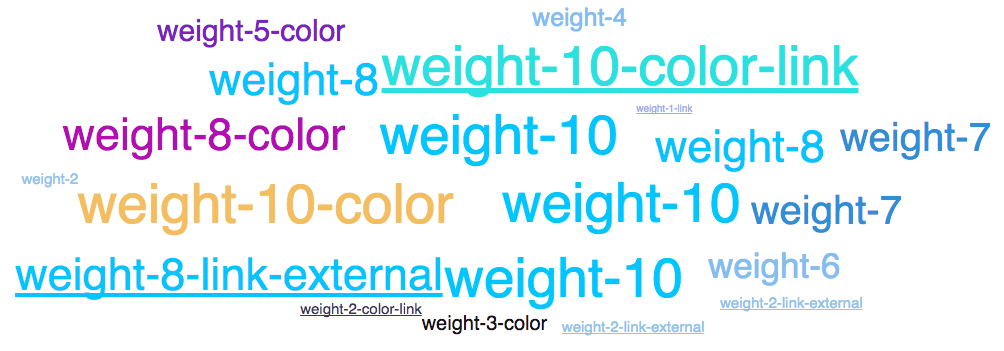 weight-4
weight-5-color
weight-10-color-link
weight-8
weight-1-link
weight-8-color
weight-10
weight-7
weight-8
weight-2
weight-10-color
weight-10
weight-7
weight-8-link-external
weight-10
weight-6
weight-2-link-external
weight-2-color-link
weight-3-color
weight-2-link-external